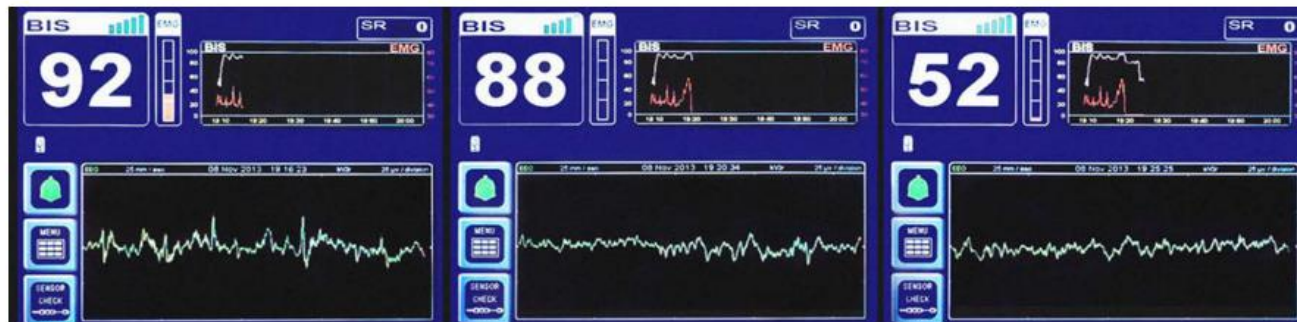 BIS EMG SR 0
92
BIS EMG
100
80
60
40
20
0
19:10 19:20 19:30 19:40 19:50 20:00
EEG 25 mm / sec 08 Nov 2013 19:16:23 25 µv / division
MENU
SENSOR
CHECK
BIS EMG SR 0
88
BIS EMG
100
80
60
40
20
0
19:10 19:20 19:30 19:40 19:50 20:00
EEG 25 mm / sec 08 Nov 2013 19:20:34 25 µv / division
MENU
SENSOR
CHECK
BIS EMG SR 0
52
BIS EMG
100
80
60
40
20
0
19:10 19:20 19:30 19:40 19:50 20:00
EEG 25 mm / sec 08 Nov 2013 19:25:25 25 µv / division
MENU
SENSOR
CHECK